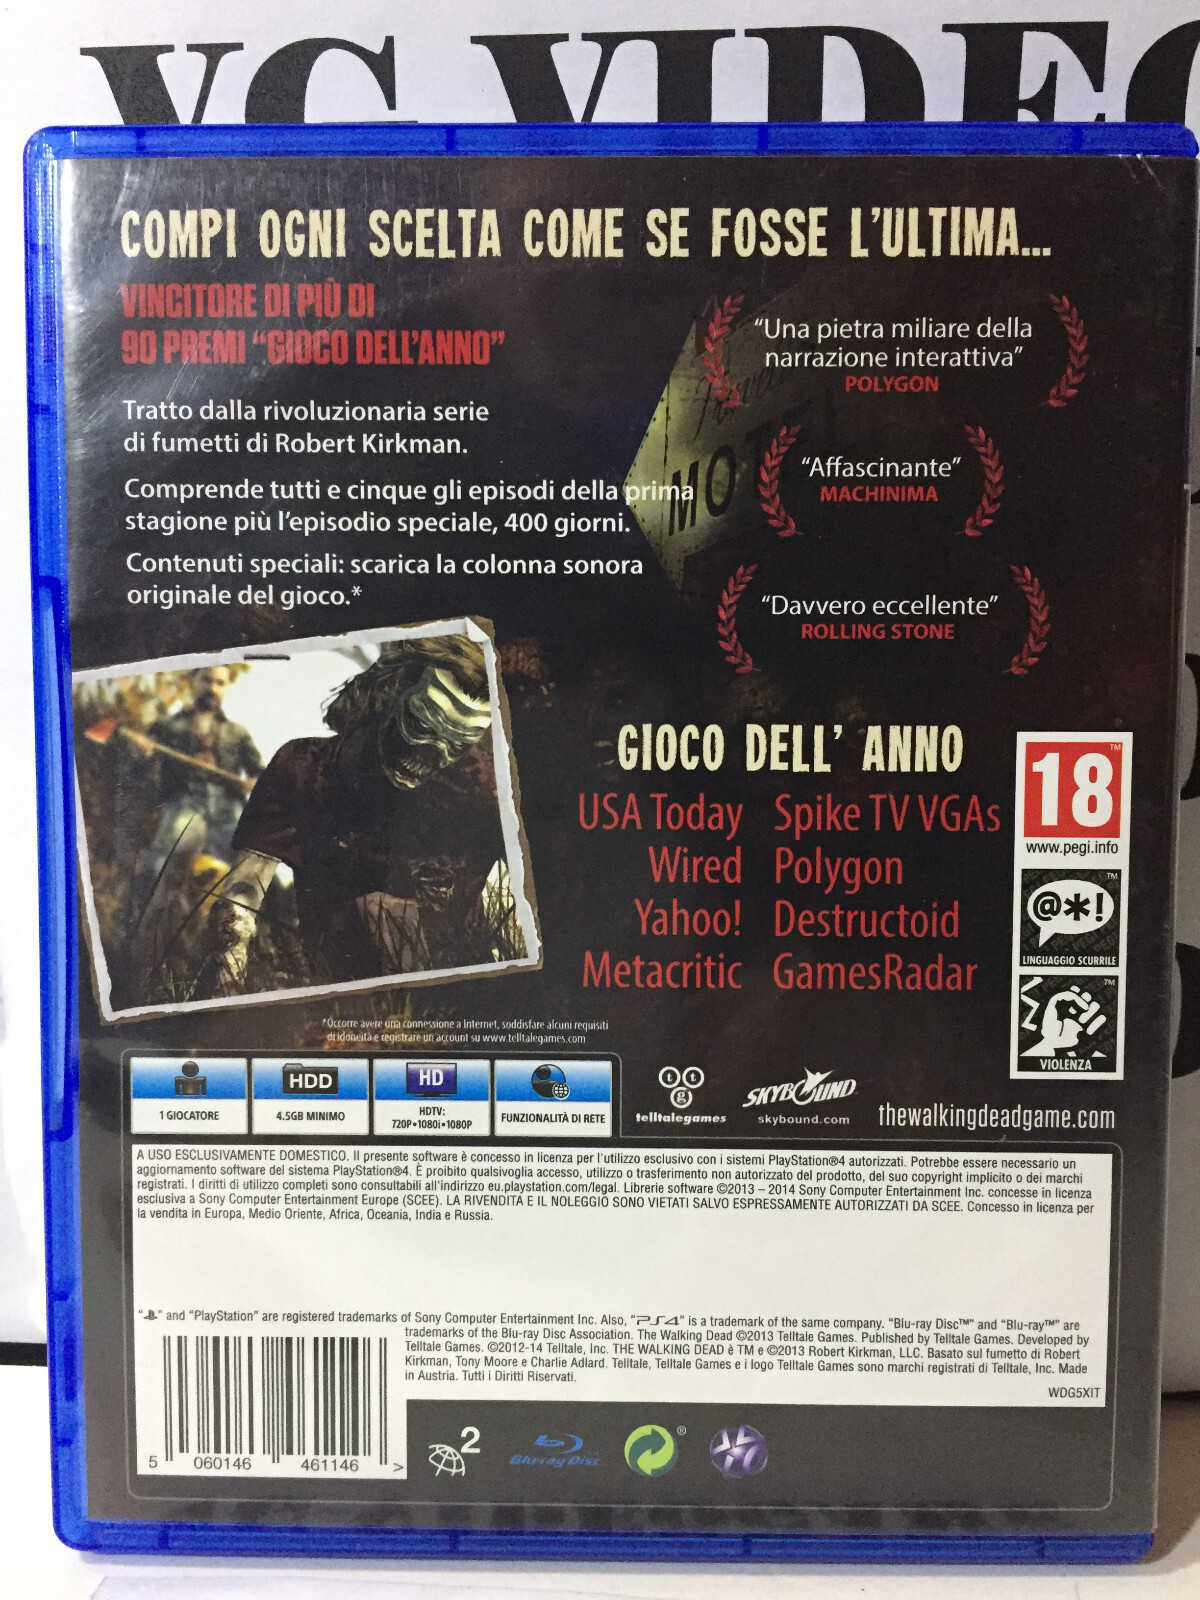 VG VIDEO
COMPI OGNI SCELTA COME SE FOSSE L'ULTIMA...
VINCITORE DI PIÙ DI
90 PREMI "GIOCO DELL'ANNO"
Tratto dalla rivoluzionaria serie
di fumetti di Robert Kirkman.
Comprende tutti e cinque gli episodi della prima
stagione più l'episodio speciale, 400 giorni.
Contenuti speciali: scarica la colonna sonora
originale del gioco.*
"Una pietra miliare della
narrazione interattiva"
POLYGON
MOT
"Affascinante"
MACHINIMA
"Davvero eccellente"
ROLLING STONE
GIOCO DELL' ANNO
USA Today Spike TV VGAs
Wired Polygon
Yahoo! Destructoid
Metacritic GamesRadar
18 ™
www.pegi.info
@*! ™
LINGUAGGIO SCURRILE
™
VIOLENZA
*Occorre avere una connessione a Internet, soddisfare alcuni requisiti
di idoneità e registrare un account su www.telltalegames.com
1 GIOCATORE
HDD
4.5GB MINIMO
HD
HDTV:
720P•1080i•1080P
FUNZIONALITÀ DI RETE
t t g
telltalegames
SKYBOUND
skybound.com
thewalkingdeadgame.com
A USO ESCLUSIVAMENTE DOMESTICO. Il presente software è concesso in licenza per l'utilizzo esclusivo con i sistemi PlayStation®4 autorizzati. Potrebbe essere necessario un
aggiornamento software del sistema PlayStation®4. È proibito qualsivoglia accesso, utilizzo o trasferimento non autorizzato del prodotto, del suo copyright implicito o dei marchi
registrati. I diritti di utilizzo completi sono consultabili all'indirizzo eu.playstation.com/legal. Librerie software ©2013 – 2014 Sony Computer Entertainment Inc. concesse in licenza
esclusiva a Sony Computer Entertainment Europe (SCEE). LA RIVENDITA E IL NOLEGGIO SONO VIETATI SALVO ESPRESSAMENTE AUTORIZZATI DA SCEE. Concesso in licenza per
la vendita in Europa, Medio Oriente, Africa, Oceania, India e Russia.
" " and "PlayStation" are registered trademarks of Sony Computer Entertainment Inc. Also, "PS4" is a trademark of the same company. "Blu-ray Disc™" and "Blu-ray™" are
trademarks of the Blu-ray Disc Association. The Walking Dead ©2013 Telltale Games. Published by Telltale Games. Developed by
Telltale Games. ©2012-14 Telltale, Inc. THE WALKING DEAD è TM e ©2013 Robert Kirkman, LLC. Basato sul fumetto di Robert
Kirkman, Tony Moore e Charlie Adlard. Telltale, Telltale Games e i logo Telltale Games sono marchi registrati di Telltale, Inc. Made
in Austria. Tutti i Diritti Riservati.
WDG5XIT
5 060146 461146 >
2
Blu-ray Disc
®